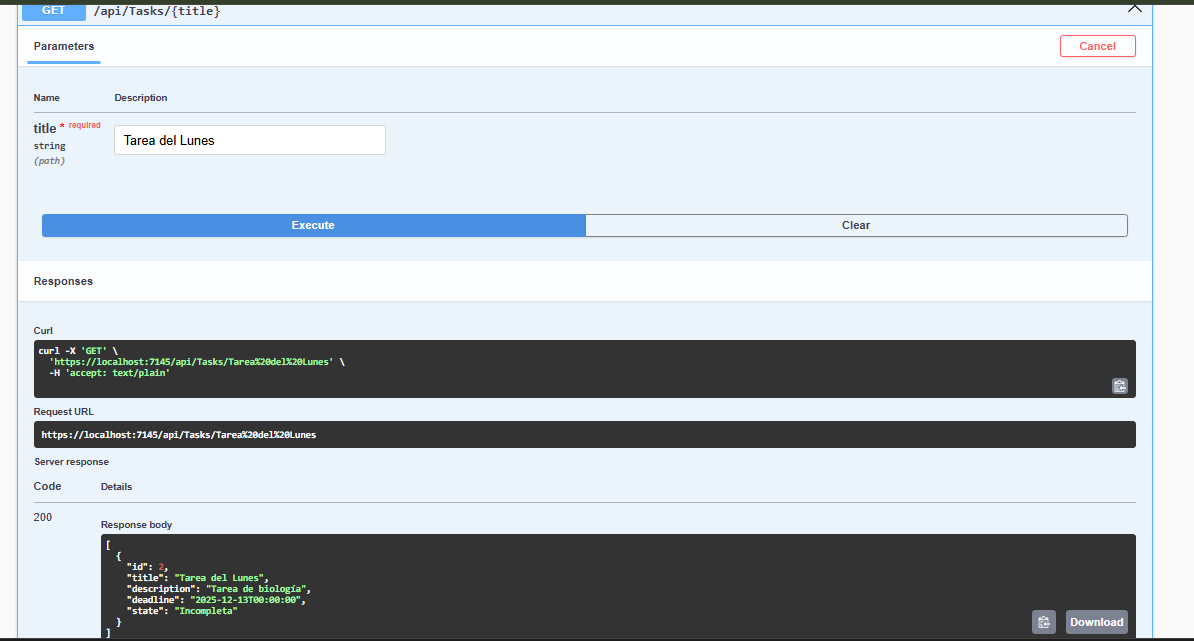 GET /api/Tasks/{title}
Parameters
Cancel
Name Description
title * required
string
(path)
Tarea del Lunes
Execute Clear
Responses
Curl
curl -X 'GET' \
'https://localhost:7145/api/Tasks/Tarea%20del%20Lunes' \
-H 'accept: text/plain'
Request URL
https://localhost:7145/api/Tasks/Tarea%20del%20Lunes
Server response
Code Details
200
Response body
[
{
"id": 2,
"title": "Tarea del Lunes",
"description": "Tarea de biología",
"deadline": "2025-12-13T00:00:00",
"state": "Incompleta"
}
]
Download